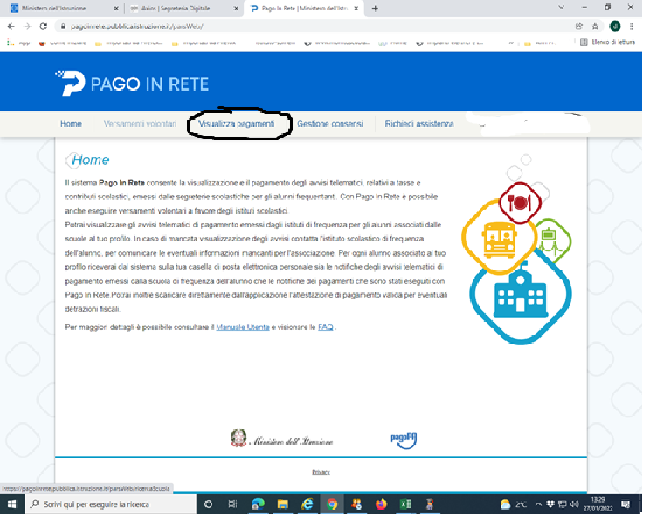 Ministero dell'Istruzione
Axios | Segreteria Digitale
Pago In Rete | Ministero dell'Istr
pagoinrete.pubblica.istruzione.it/parsWeb/
Elenco di lettura
PAGO IN RETE
Home
Versamenti volontari
Visualizza pagamenti
Gestione consensi
Richiedi assistenza
Home
Il sistema Pago In Rete consente la visualizzazione e il pagamento degli avvisi telematici, relativi a tasse e
contributi scolastici, emessi dalle segreterie scolastiche per gli alunni frequentanti. Con Pago In Rete è possibile
anche eseguire versamenti volontari a favore degli istituti scolastici.
Potrai visualizzare gli avvisi telematici di pagamento emessi dagli istituti di frequenza per gli alunni associati dalle
scuole al tuo profilo. In caso di mancata visualizzazione degli avvisi contatta l'istituto scolastico di frequenza
dell'alunno, per comunicare le eventuali informazioni mancanti per l'associazione. Per ogni alunno associato al tuo
profilo riceverai dal sistema sulla tua casella di posta elettronica personale sia le notifiche degli avvisi telematici di
pagamento emessi dalla scuola di frequenza dell'alunno che le notifiche dei pagamenti che sono stati eseguiti con
Pago In Rete. Potrai inoltre scaricare direttamente dall'applicazione l'attestazione di pagamento valida per eventuali
detrazioni fiscali.
Per maggiori dettagli è possibile consultare il Manuale Utente e visionare le FAQ.
Ministero dell'Istruzione
pagoPA
Privacy
Scrivi qui per eseguire la ricerca
2°C
13:29
27/01/2022